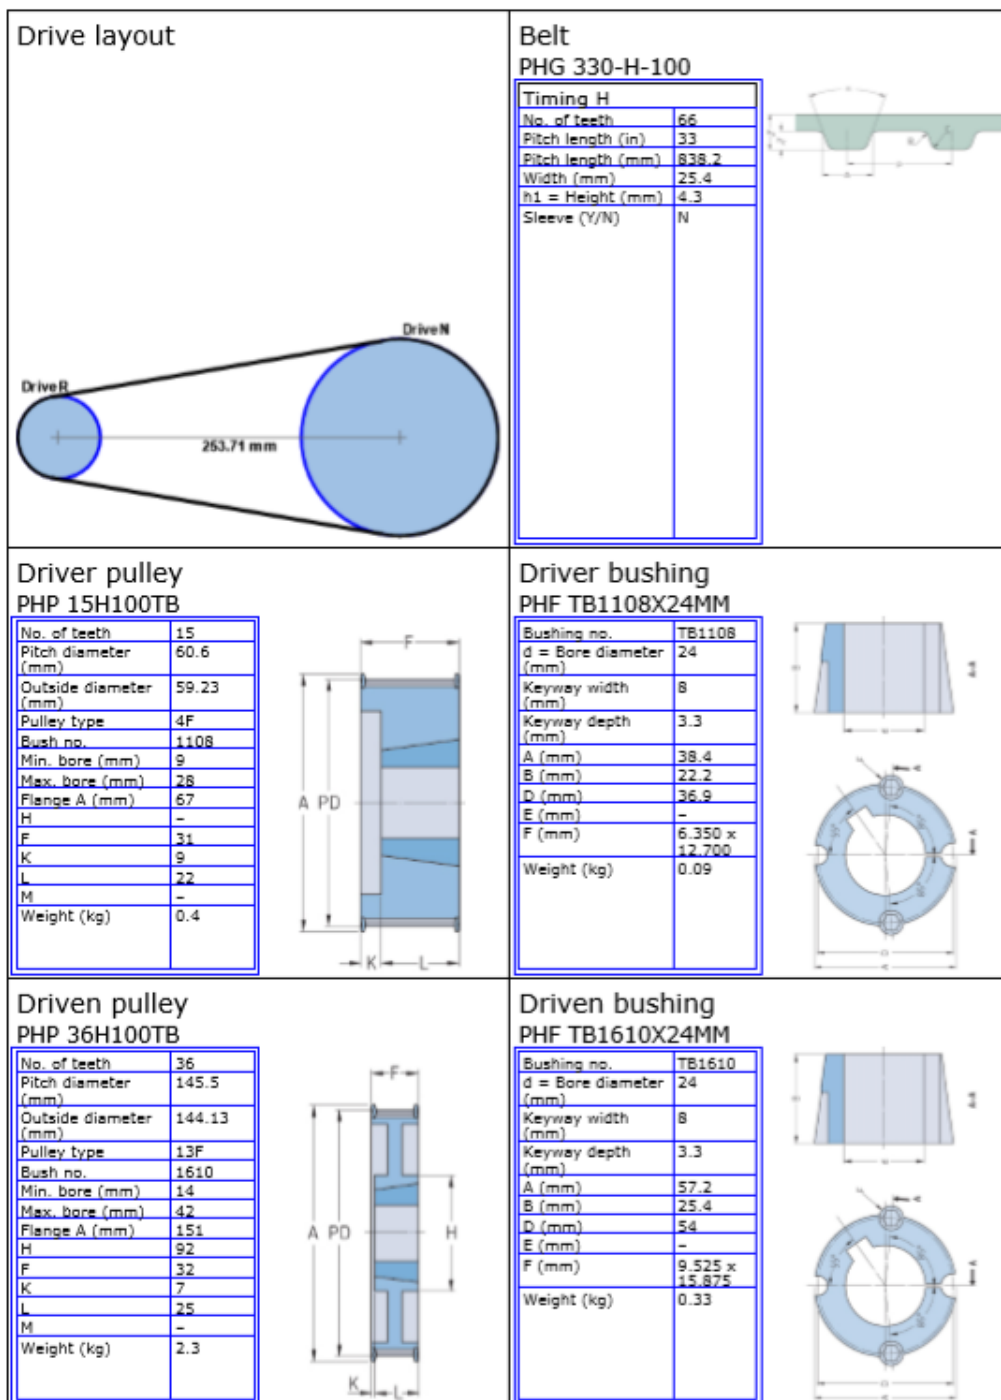 Drive layout
DriveR
DriveN
253.71 mm
Belt
PHG 330-H-100
Timing H
No. of teeth 66
Pitch length (in) 33
Pitch length (mm) 838.2
Width (mm) 25.4
h1 = Height (mm) 4.3
Sleeve (Y/N) N
Driver pulley
PHP 15H100TB
No. of teeth 15
Pitch diameter (mm) 60.6
Outside diameter (mm) 59.23
Pulley type 4F
Bush no. 1108
Min. bore (mm) 9
Max. bore (mm) 28
Flange A (mm) 67
H -
F 31
K 9
L 22
M -
Weight (kg) 0.4
F
A PD
K L
Driver bushing
PHF TB1108X24MM
Bushing no. TB1108
d = Bore diameter (mm) 24
Keyway width (mm) 8
Keyway depth (mm) 3.3
A (mm) 38.4
B (mm) 22.2
D (mm) 36.9
E (mm) -
F (mm) 6.350 x 12.700
Weight (kg) 0.09
Driven pulley
PHP 36H100TB
No. of teeth 36
Pitch diameter (mm) 145.5
Outside diameter (mm) 144.13
Pulley type 13F
Bush no. 1610
Min. bore (mm) 14
Max. bore (mm) 42
Flange A (mm) 151
H 92
F 32
K 7
L 25
M -
Weight (kg) 2.3
F
A PD H
K L
Driven bushing
PHF TB1610X24MM
Bushing no. TB1610
d = Bore diameter (mm) 24
Keyway width (mm) 8
Keyway depth (mm) 3.3
A (mm) 57.2
B (mm) 25.4
D (mm) 54
E (mm) -
F (mm) 9.525 x 15.875
Weight (kg) 0.33